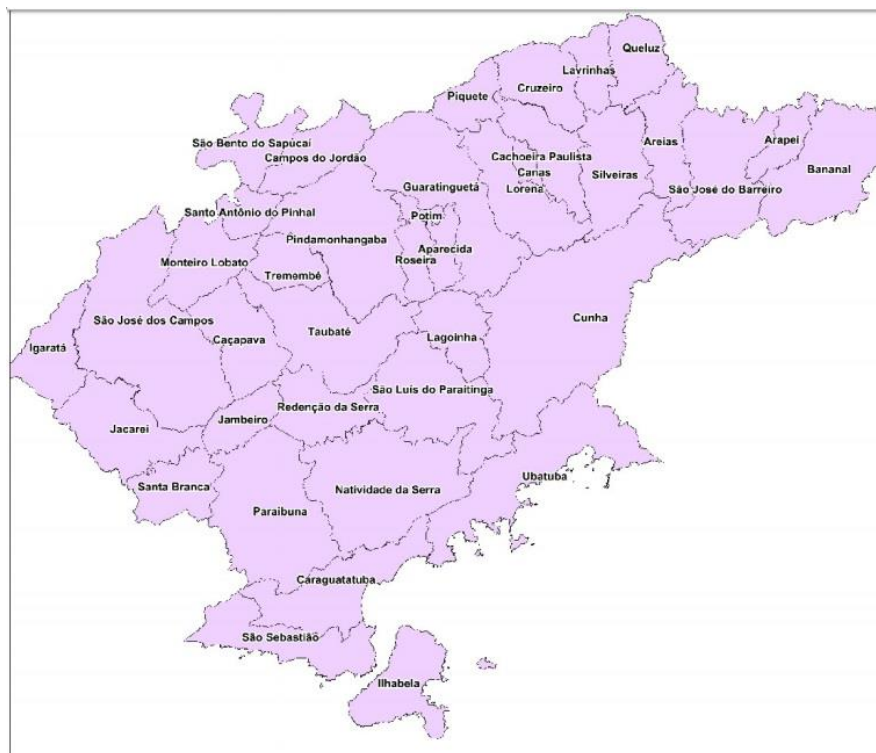 Queluz
Lavrinhas
Cruzeiro
Piquete
São Bento do Sapúcaí
Areias
Arapeí
Campos do Jordão
Cachoeira Paulista
Bananal
Canas
Silveiras
Guaratinguetá
Lorena
São José do Barreiro
Santo Antônio do Pinhal
Potim
Pindamonhangaba
Aparecida
Monteiro Lobato
Roseira
Tremembé
São José dos Campos
Cunha
Taubaté
Caçapava
Lagoinha
Igaratá
São Luís do Paraitinga
Redenção da Serra
Jambeiro
Jacareí
Ubatuba
Santa Branca
Natividade da Serra
Paraibuna
Caraguatatuba
São Sebastião
Ilhabela